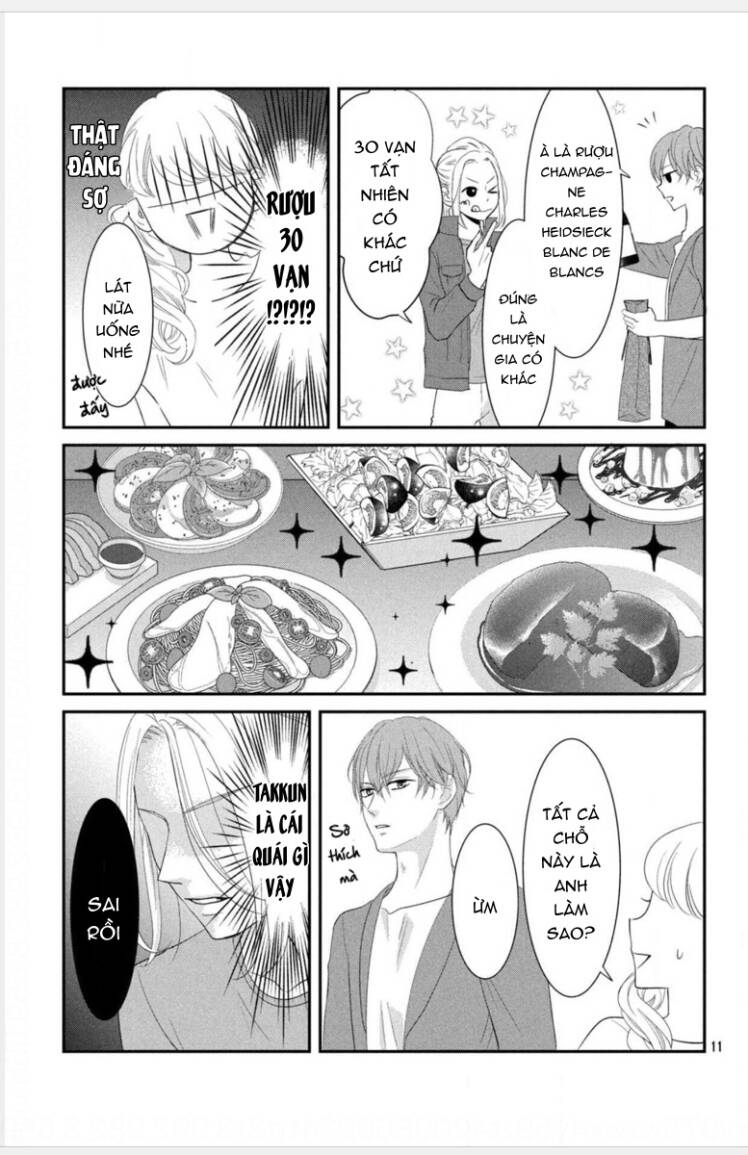 À LÀ RƯỢU
CHAMPAG-
NE
CHARLES
HEIDSIECK
BLANC DE
BLANCS
ĐÚNG
LÀ
CHUYỆN
GIA CÓ
KHÁC
30 VẠN
TẤT
NHIÊN
CÓ
KHÁC
CHỨ
RƯỢU
30
VẠN
!?!?!?
THẬT
ĐÁNG
SỢ
LÁT
NỮA
UỐNG
NHÉ
được
đấy
TẤT CẢ
CHỖ
NÀY LÀ
ANH
LÀM
SAO?
ỪM
Sở
thích
mà
TAKKUN
LÀ CÁI
QUÁI GÌ
VẬY
SAI
RỒI
11